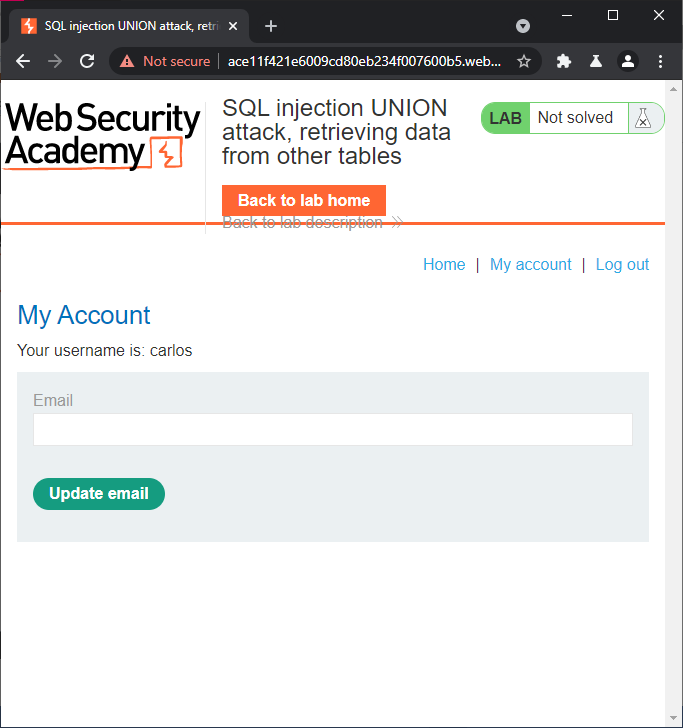 SQL injection UNION attack, retri
Not secure
ace11f421e6009cd80eb234f007600b5.web...
Web Security
Academy
SQL injection UNION
attack, retrieving data
from other tables
LAB
Not solved
Back to lab home
Back to lab description
Home | My account | Log out
My Account
Your username is: carlos
Email
Update email